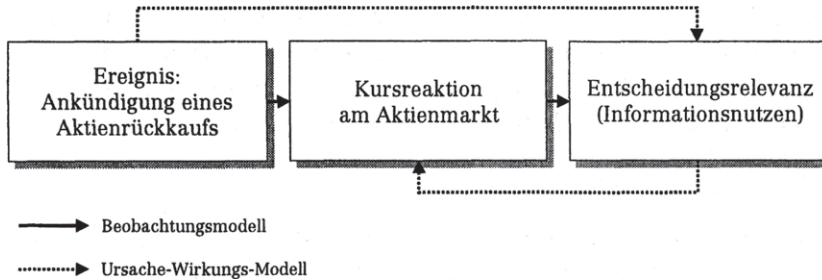 Ereignis:
Ankündigung eines
Aktienrückkaufs
Kursreaktion
am Aktienmarkt
Entscheidungsrelevanz
(Informationsnutzen)
Beobachtungsmodell
Ursache-Wirkungs-Modell